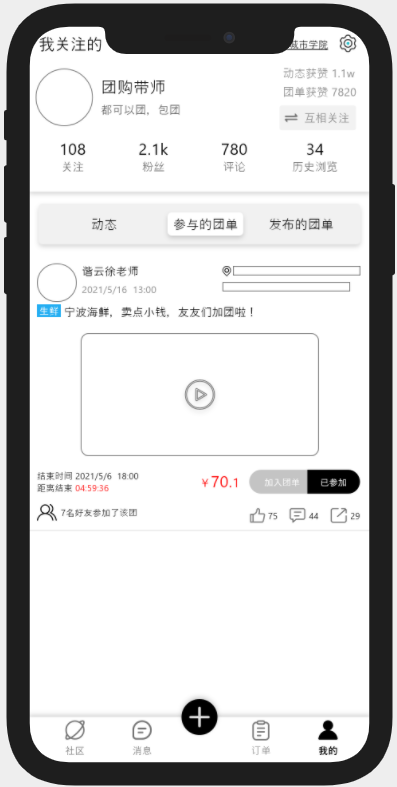 我关注的
城市学院
团购带师
都可以团，包团
动态获赞 1.1w
团单获赞 7820
互相关注
108 2.1k 780 34
关注 粉丝 评论 历史浏览
动态 参与的团单 发布的团单
谐云徐老师
2021/5/16 13:00
生鲜 宁波海鲜，卖点小钱，友友们加团啦！
结束时间 2021/5/6 18:00
距离结束 04:59:36
￥70.1
加入团单 已参加
7名好友参加了该团
75 44 29
社区 消息 订单 我的